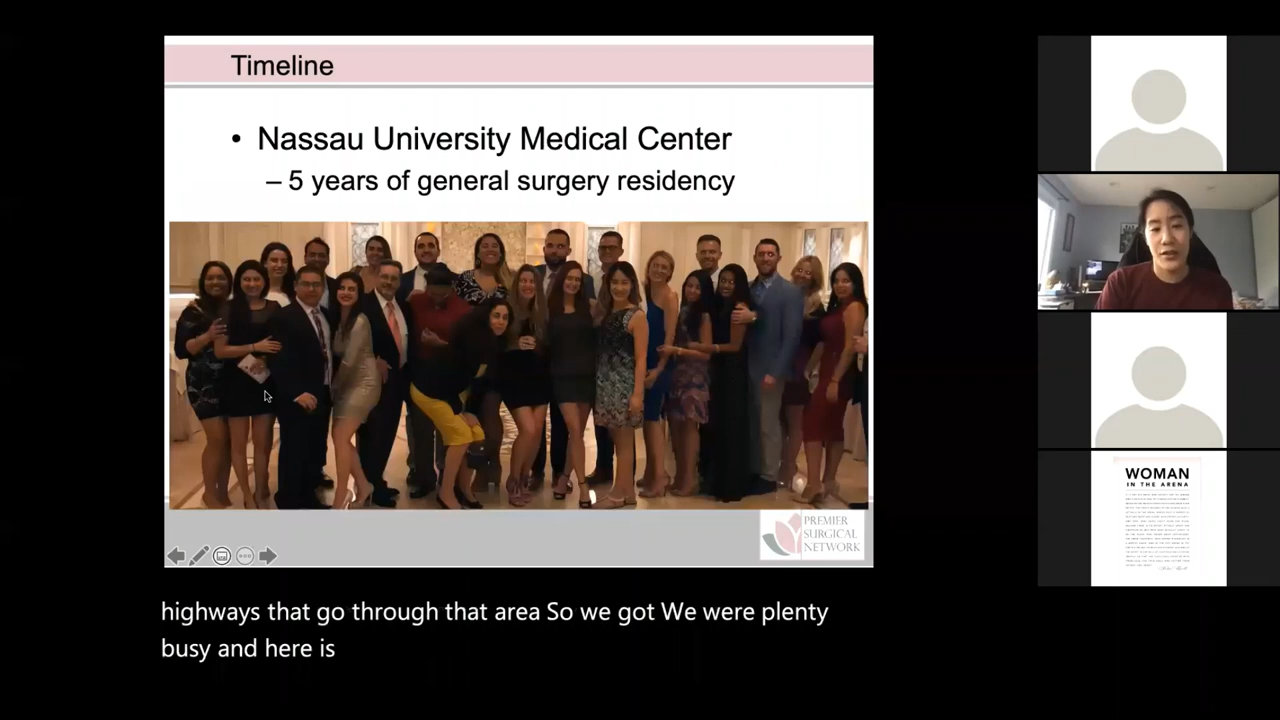 Timeline
• Nassau University Medical Center
– 5 years of general surgery residency
PREMIER
SURGICAL
NETWORK
WOMAN
IN THE ARENA
highways that go through that area So we got We were plenty
busy and here is